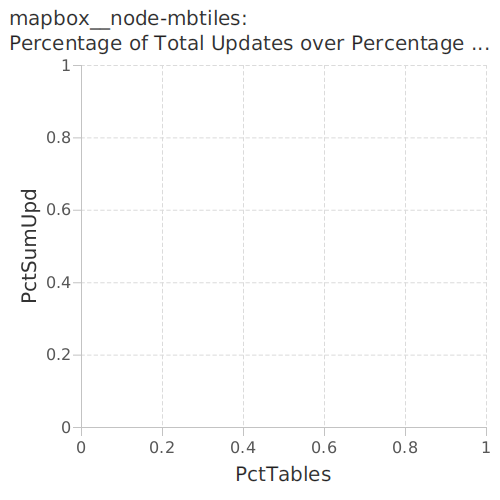 mapbox__node-mbtiles:
Percentage of Total Updates over Percentage ...
1
0.8
0.6
0.4
0.2
0
PctSumUpd
0 0.2 0.4 0.6 0.8 1
PctTables